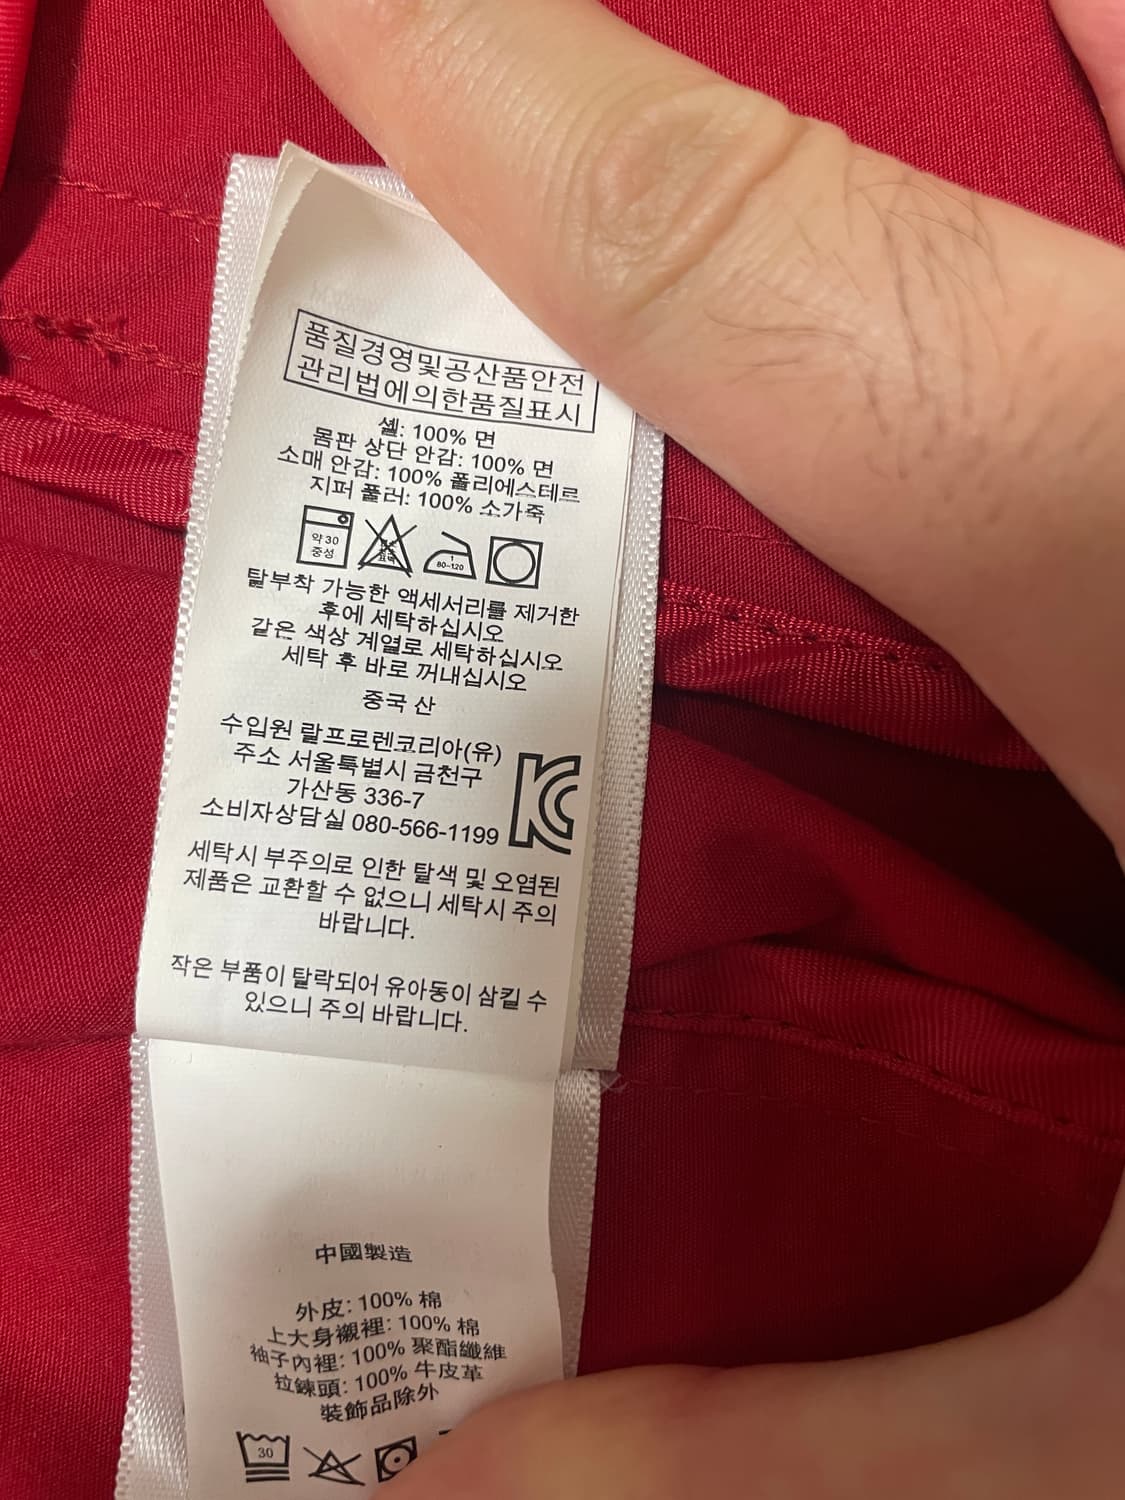 품질경영및공산품안전
관리법에의한품질표시
셸: 100% 면
몸판 상단 안감: 100% 면
소매 안감: 100% 폴리에스테르
지퍼 풀러: 100% 소가죽
약 30
중성
80-120
탈부착 가능한 액세서리를 제거한
후에 세탁하십시오
같은 색상 계열로 세탁하십시오
세탁 후 바로 꺼내십시오
중국 산
수입원 랄프로렌코리아(유)
주소 서울특별시 금천구
가산동 336-7
소비자상담실 080-566-1199
세탁시 부주의로 인한 탈색 및 오염된
제품은 교환할 수 없으니 세탁시 주의
바랍니다.
작은 부품이 탈락되어 유아동이 삼킬 수
있으니 주의 바랍니다.
中國製造
外皮: 100% 棉
上大身襯裡: 100% 棉
袖子內裡: 100% 聚酯纖維
拉鍊頭: 100% 牛皮革
裝飾品除外
30